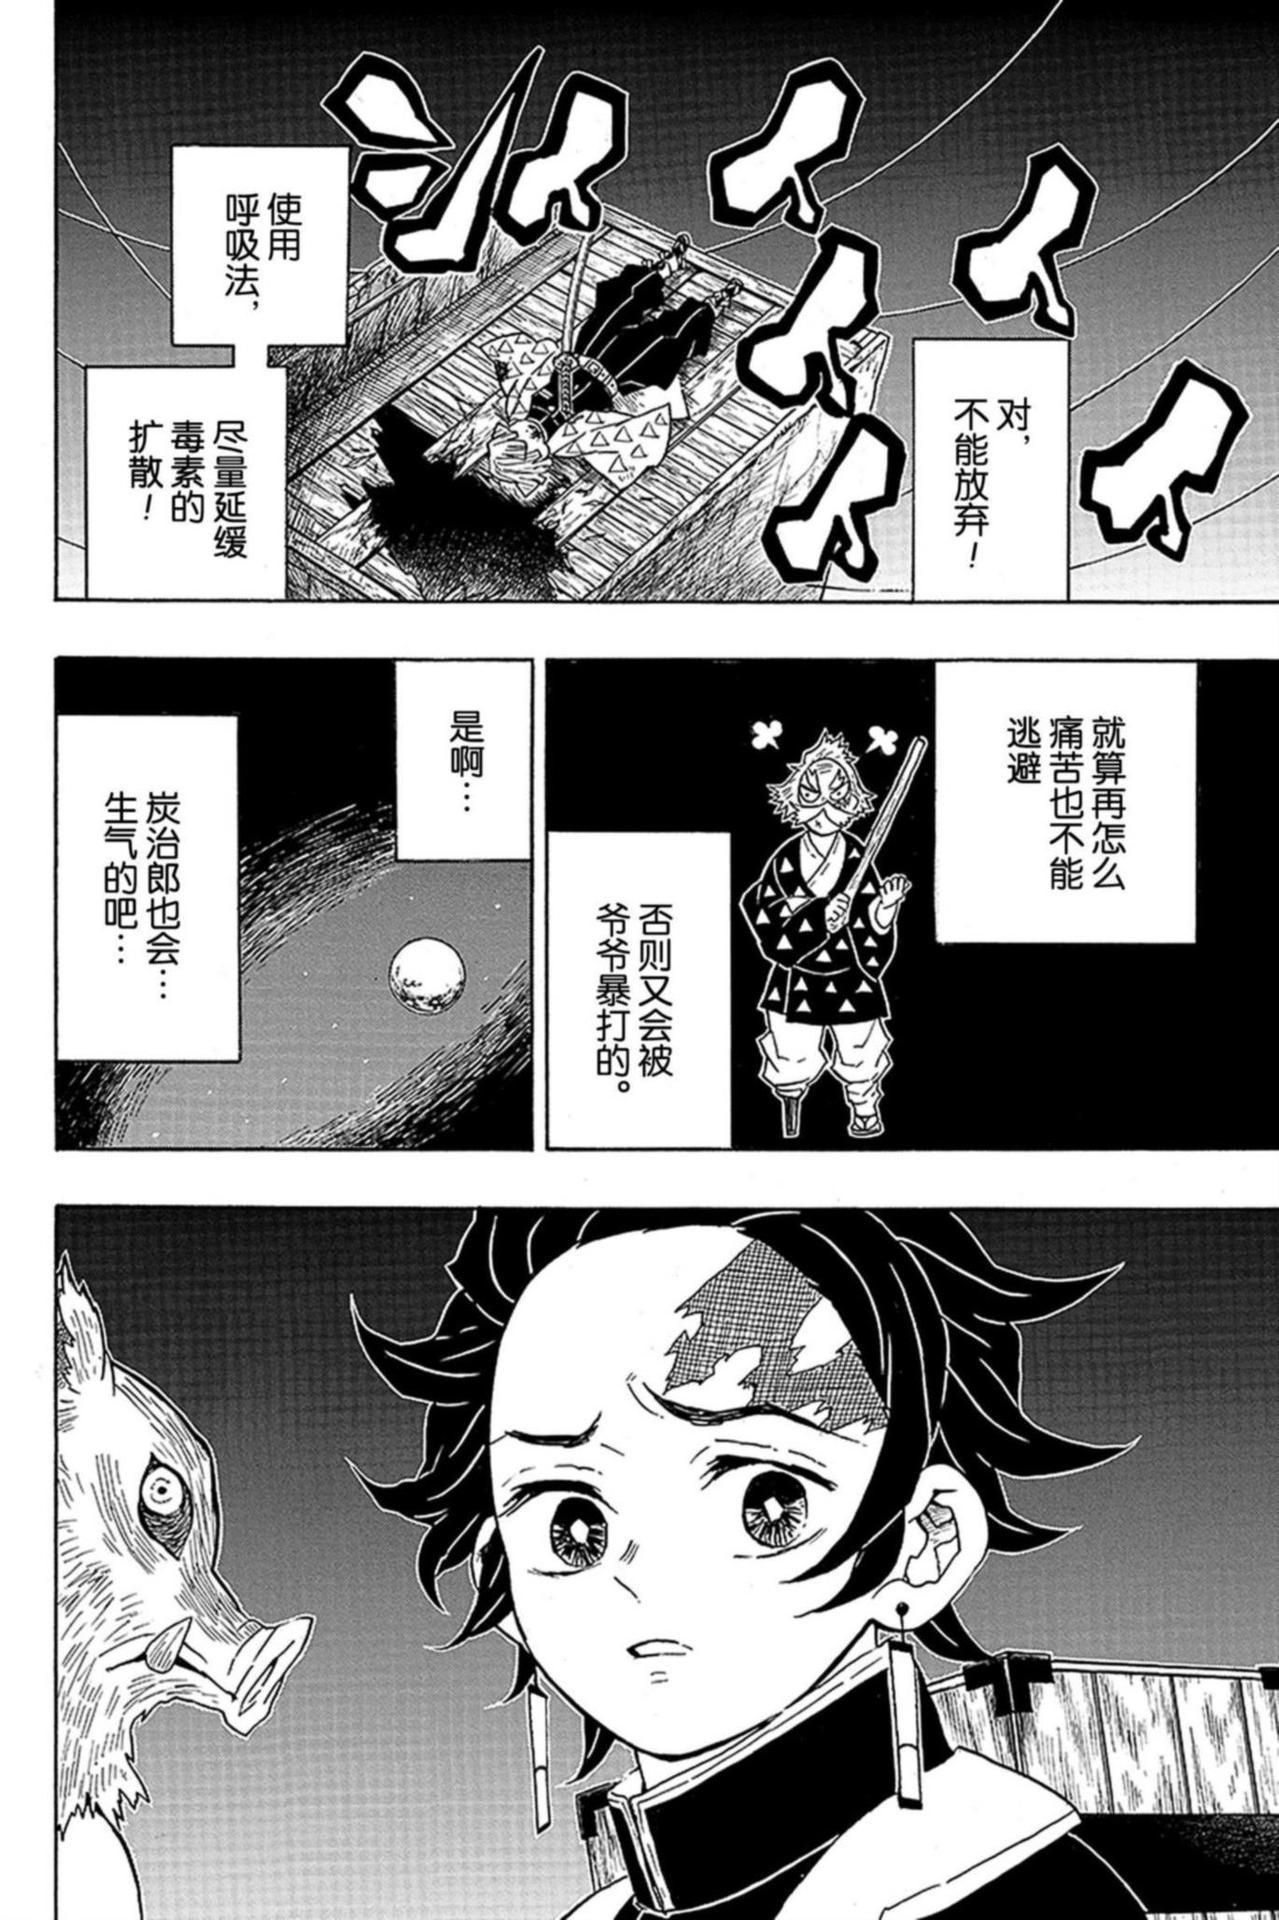 对，
不能放弃！
使用
呼吸法，
尽量延缓
毒素的
扩散！
就算再怎么
痛苦也不能
逃避
否则又会被
爷爷暴打的。
是啊…
炭治郎也会…
生气的吧…